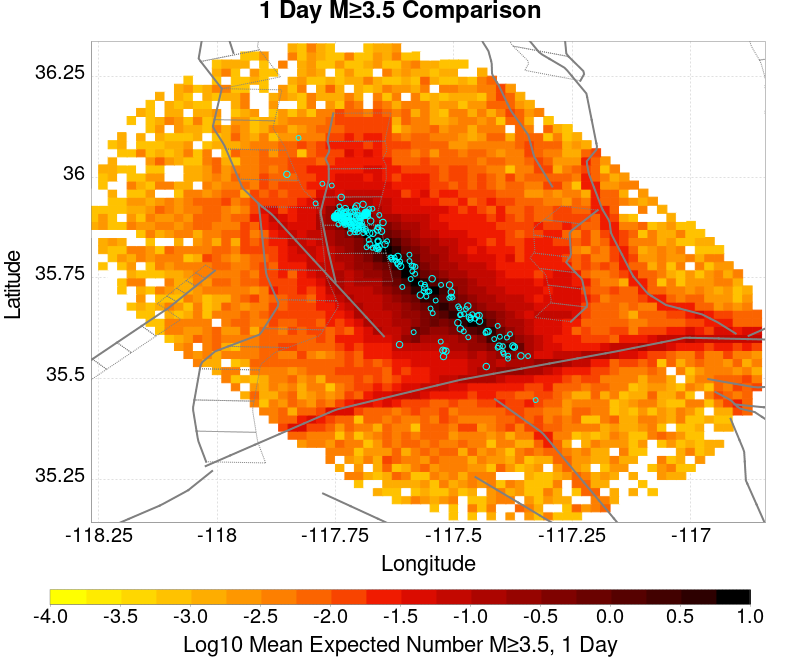 1 Day M≥3.5 Comparison
36.25
36
35.75
35.5
35.25
Latitude
-118.25 -118 -117.75 -117.5 -117.25 -117
Longitude
-4.0 -3.5 -3.0 -2.5 -2.0 -1.5 -1.0 -0.5 0.0 0.5 1.0
Log10 Mean Expected Number M≥3.5, 1 Day